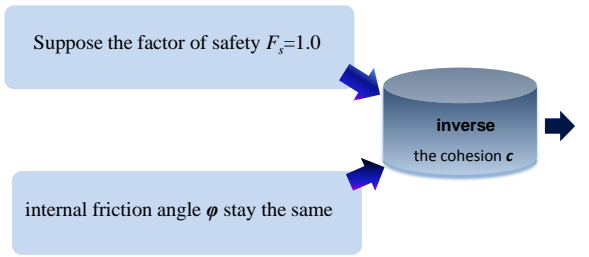 Suppose the factor of safety Fs=1.0
inverse
the cohesion c
internal friction angle φ stay the same